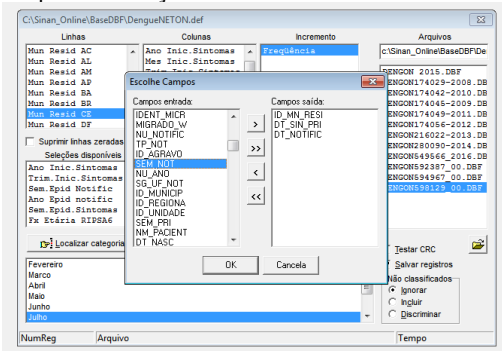 C:\Sinan_Online\BaseDBF\DengueNETON.def
Linhas
Mun Resid AC
Mun Resid AL
Mun Resid AM
Mun Resid AP
Mun Resid BA
Mun Resid BR
Mun Resid CE
Mun Resid DF
Colunas
Ano Inic.Sintomas
Mes Inic.Sintomas
Incremento
Freqüência
Arquivos
c:\Sinan_Online\BaseDBF\De
DENGON 2015.DBF
ENGON174029-2008.DB
ENGON174042-2010.DB
ENGON174045-2009.DB
ENGON174049-2011.DB
ENGON174056-2012.DB
ENGON216022-2013.DB
ENGON280090-2014.DB
ENGON549566_2016.DB
ENGON592387_00.DBF
ENGON594967_00.DBF
ENGON598129_00.DBF
Suprimir linhas zeradas
Seleções disponíveis
Ano Inic.Sintomas
Trim.Inic.Sintomas
Sem.Epid Notific
Ano Epid notific
Sem.Epid.Sintomas
Fx Etária RIPSA6
Localizar categoria
Fevereiro
Marco
Abril
Maio
Junho
Julho
Escolhe Campos
Campos entrada:
IDENT_MICR
MIGRADO_W
NU_NOTIFIC
TP_NOT
ID_AGRAVO
SEM_NOT
NU_ANO
SG_UF_NOT
ID_MUNICIP
ID_REGIONA
ID_UNIDADE
SEM_PRI
NM_PACIENT
DT_NASC
>
>>
<
<<
Campos saída:
ID_MN_RESI
DT_SIN_PRI
DT_NOTIFIC
OK
Cancela
Testar CRC
Salvar registros
Não classificados
Ignorar
Incluir
Discriminar
NumReg
Arquivo
Tempo